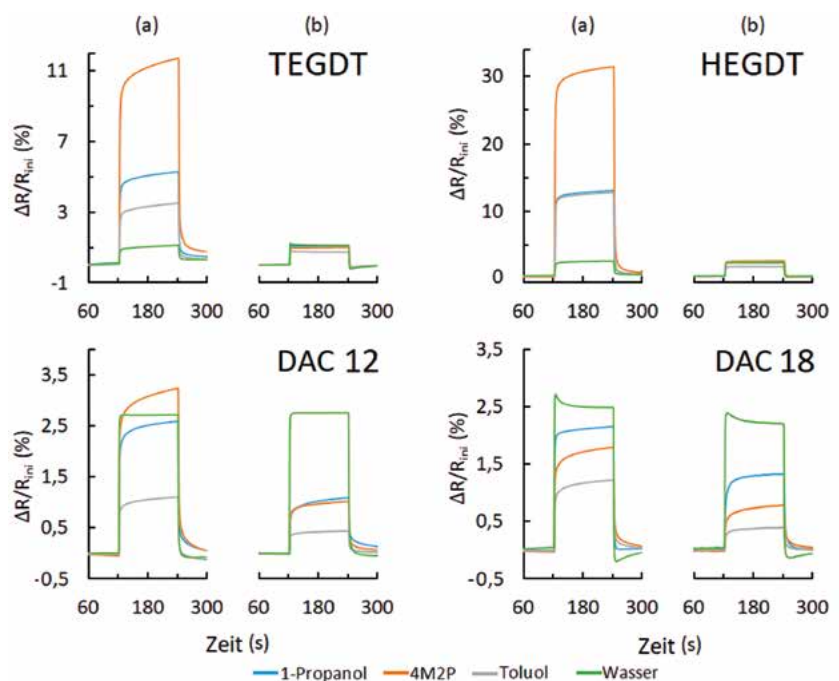 (a) (b) (a) (b)
TEGDT HEGDT
ΔR/R_ini (%)
11
7
3
-1
60 180 300 60 180 300
ΔR/R_ini (%)
30
20
10
0
60 180 300 60 180 300
DAC 12 DAC 18
ΔR/R_ini (%)
3,5
2,5
1,5
0,5
-0,5
60 180 300 60 180 300
ΔR/R_ini (%)
3,5
2,5
1,5
0,5
-0,5
60 180 300 60 180 300
Zeit (s) Zeit (s)
1-Propanol 4M2P Toluol Wasser